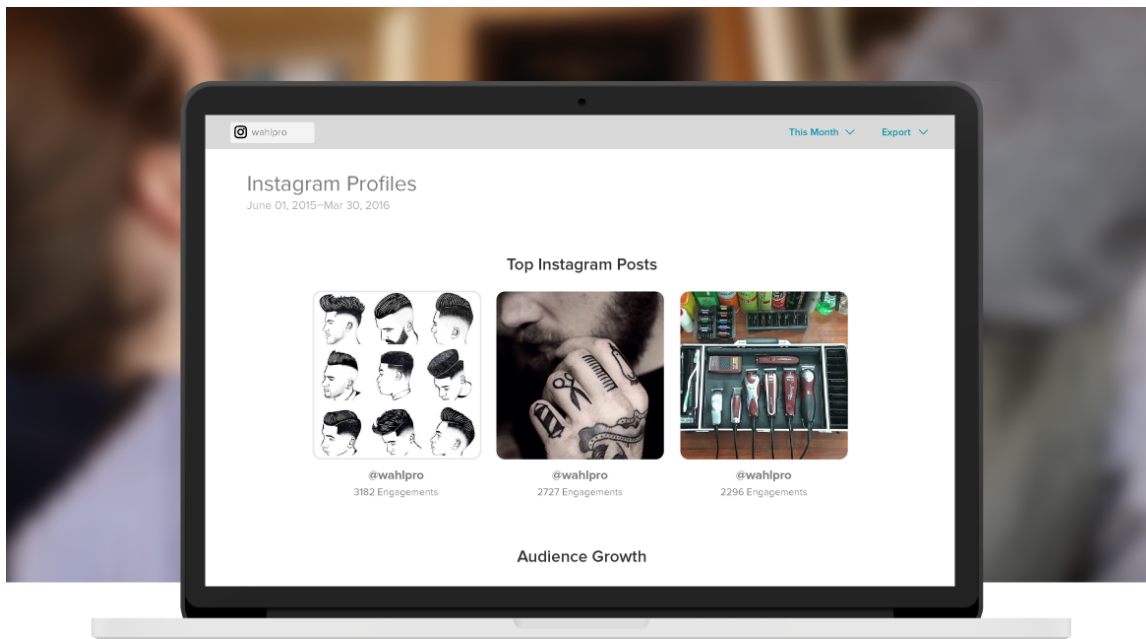 wahlpro
This Month
Export
Instagram Profiles
June 01, 2015–Mar 30, 2016
Top Instagram Posts
@wahlpro
3182 Engagements
@wahlpro
2727 Engagements
@wahlpro
2296 Engagements
Audience Growth